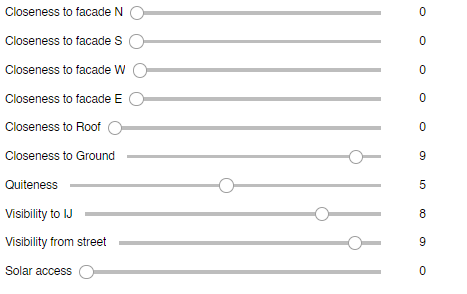 Closeness to facade N 0
Closeness to facade S 0
Closeness to facade W 0
Closeness to facade E 0
Closeness to Roof 0
Closeness to Ground 9
Quiteness 5
Visibility to IJ 8
Visibility from street 9
Solar access 0